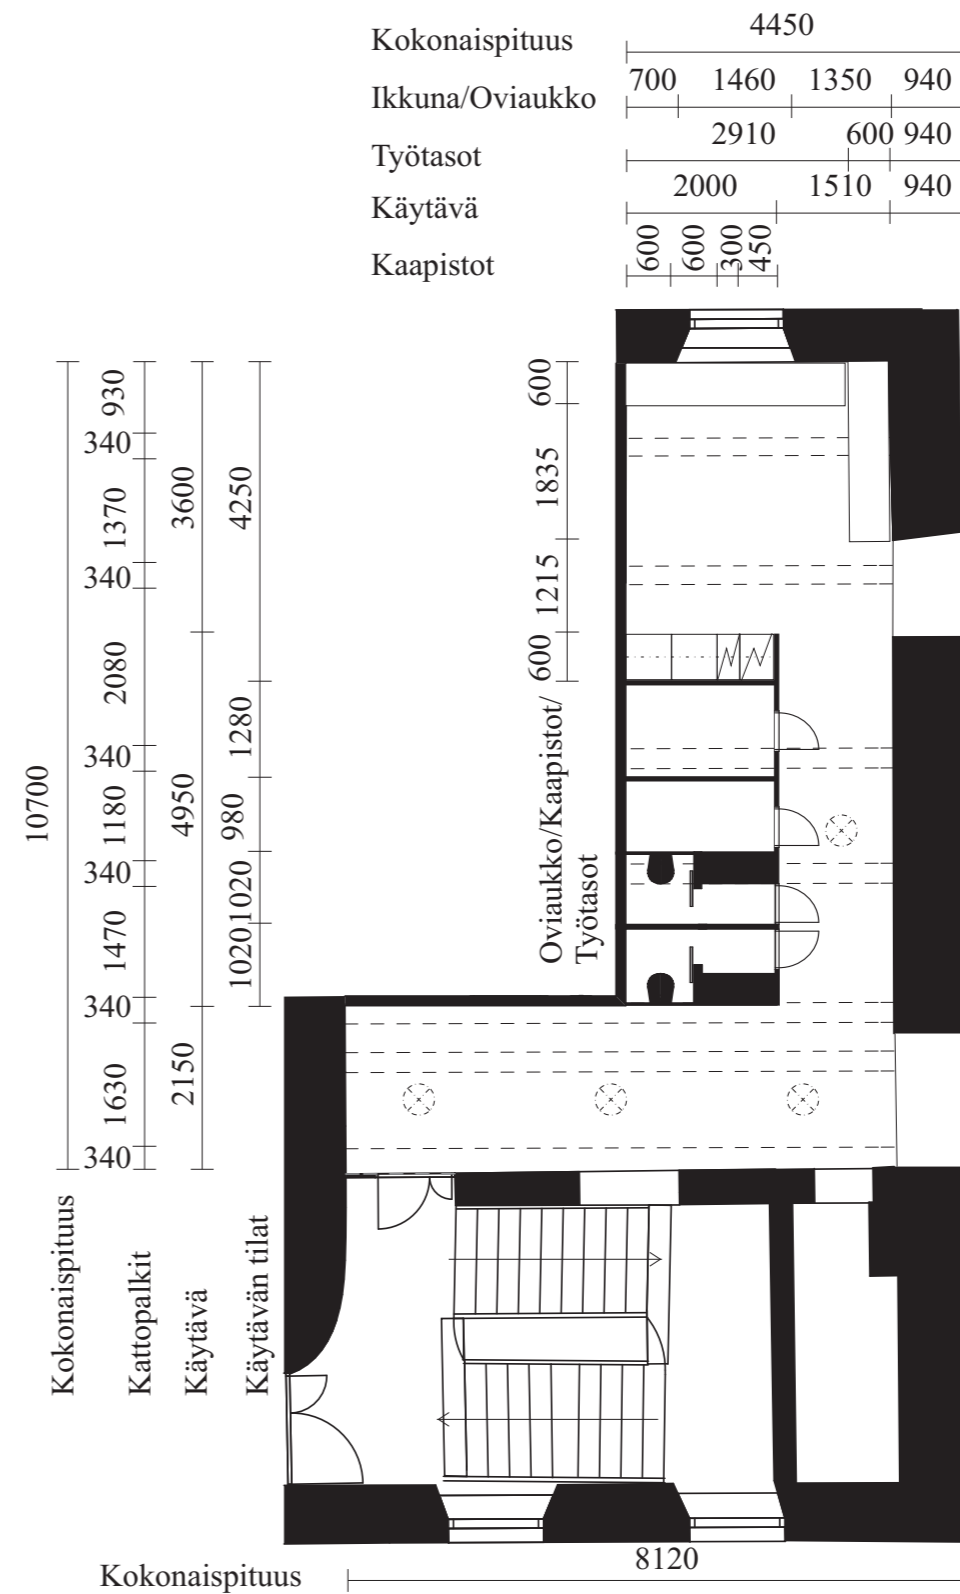 Kokonaispituus 4450
Ikkuna/Oviaukko 700 1460 1350 940
Työtasot 2910 600 940
Käytävä 2000 1510 940
Kaapistot 600 600 300 450
10700
930
340
1370
340
2080
340
1180
340
1470
340
1630
340
3600
4950
2150
4250
1280
980
1020
1020
600
1835
1215
600
Oviaukko/Kaapistot/
Työtasot
Kokonaispituus
Kattopalkit
Käytävä
Käytävän tilat
Kokonaispituus 8120